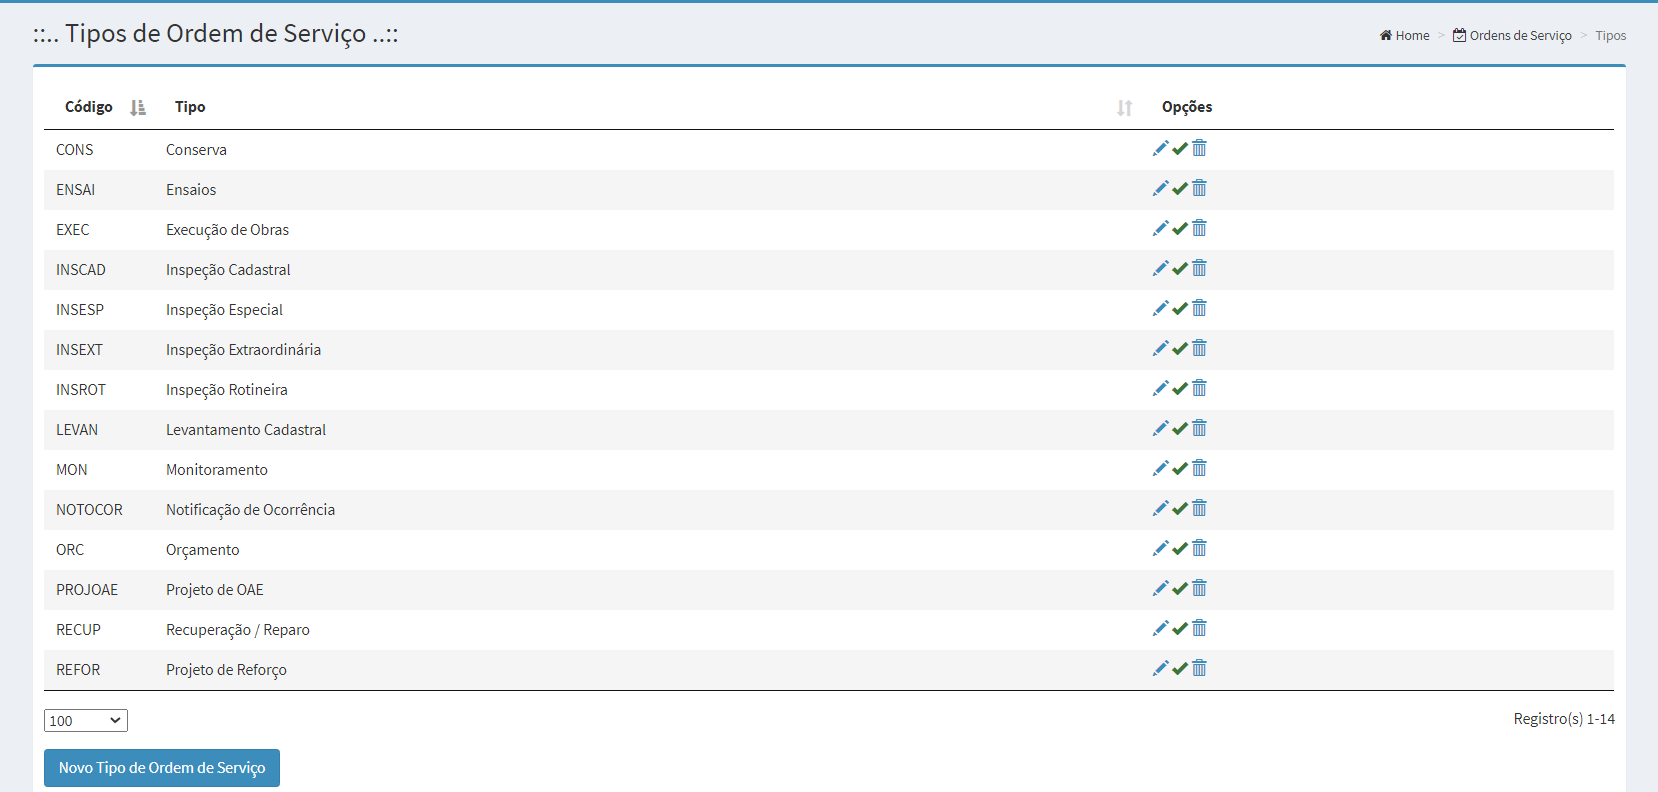 ::.. Tipos de Ordem de Serviço ..::
Home > Ordens de Serviço > Tipos
Código Tipo Opções
CONS Conserva
ENSAI Ensaios
EXEC Execução de Obras
INSCAD Inspeção Cadastral
INSESP Inspeção Especial
INSEXT Inspeção Extraordinária
INSROT Inspeção Rotineira
LEVAN Levantamento Cadastral
MON Monitoramento
NOTOCOR Notificação de Ocorrência
ORC Orçamento
PROJOAE Projeto de OAE
RECUP Recuperação / Reparo
REFOR Projeto de Reforço
100
Registro(s) 1-14
Novo Tipo de Ordem de Serviço